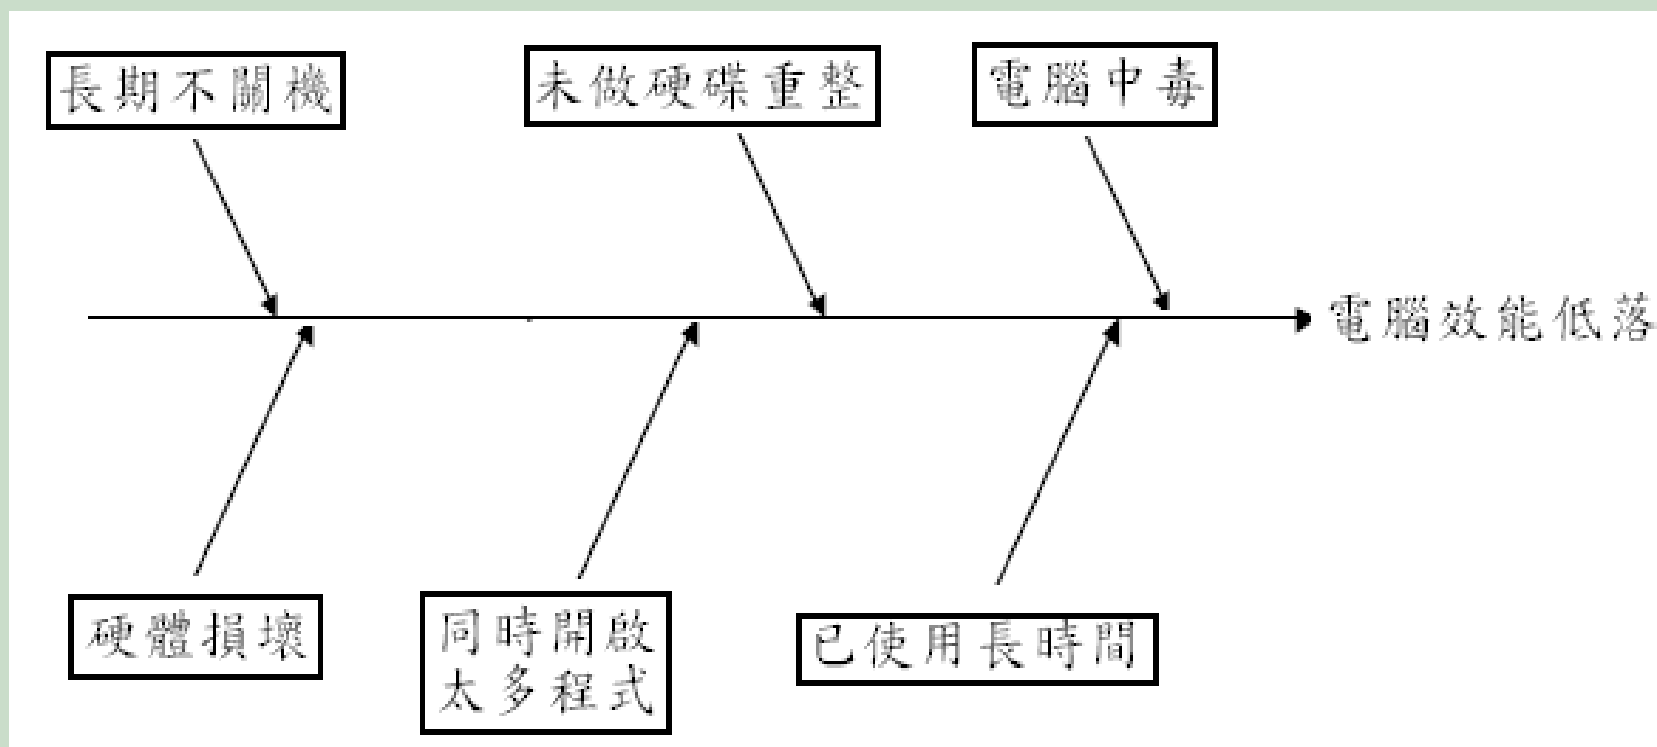 長期不關機
未做硬碟重整
電腦中毒
電腦效能低落
硬體損壞
同時開啟
太多程式
已使用長時間